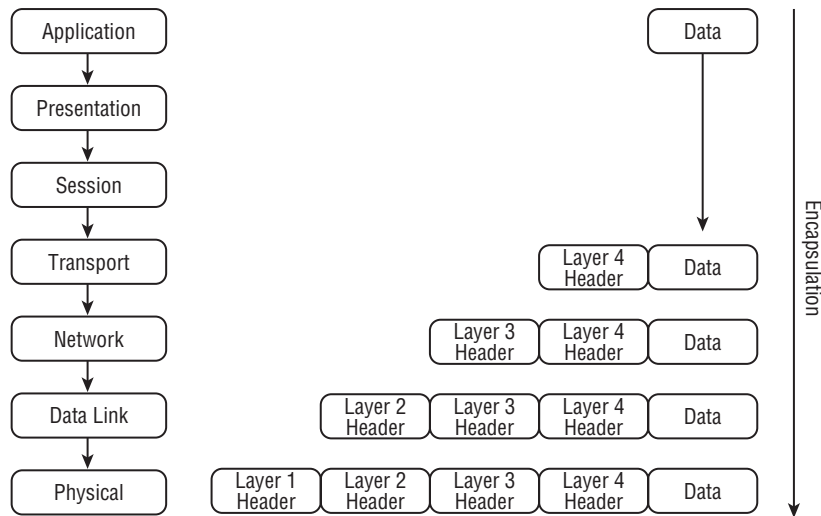 Application
Data
Presentation
Session
Transport
Layer 4
Header
Data
Network
Layer 3
Header
Layer 4
Header
Data
Data Link
Layer 2
Header
Layer 3
Header
Layer 4
Header
Data
Physical
Layer 1
Header
Layer 2
Header
Layer 3
Header
Layer 4
Header
Data
Encapsulation